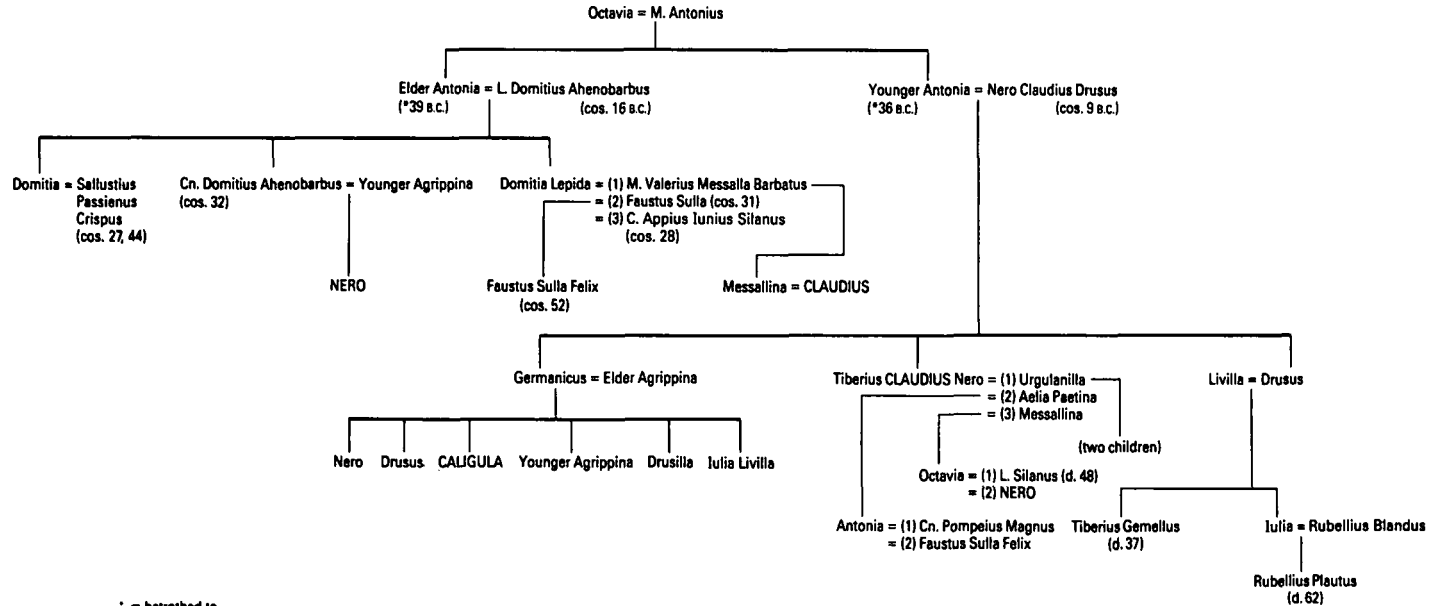 Octavia = M. Antonius
Elder Antonia = L. Domitius Ahenobarbus
(*39 B.C.) (cos. 16 B.C.)
Younger Antonia = Nero Claudius Drusus
(*36 B.C.) (cos. 9 B.C.)
Domitia = Sallustius
Passienus
Crispus
(cos. 27, 44)
Cn. Domitius Ahenobarbus = Younger Agrippina
(cos. 32)
Domitia Lepida = (1) M. Valerius Messalla Barbatus
= (2) Faustus Sulla (cos. 31)
= (3) C. Appius Iunius Silanus
(cos. 28)
NERO
Faustus Sulla Felix
(cos. 52)
Messallina = CLAUDIUS
Germanicus = Elder Agrippina
Tiberius CLAUDIUS Nero = (1) Urgulanilla
= (2) Aelia Paetina
= (3) Messallina
Livilla = Drusus
(two children)
Nero Drusus CALIGULA Younger Agrippina Drusilla Iulia Livilla
Octavia = (1) L. Silanus (d. 48)
= (2) NERO
Antonia = (1) Cn. Pompeius Magnus
= (2) Faustus Sulla Felix
Tiberius Gemellus
(d. 37)
Iulia = Rubellius Blandus
Rubellius Plautus
(d. 62)